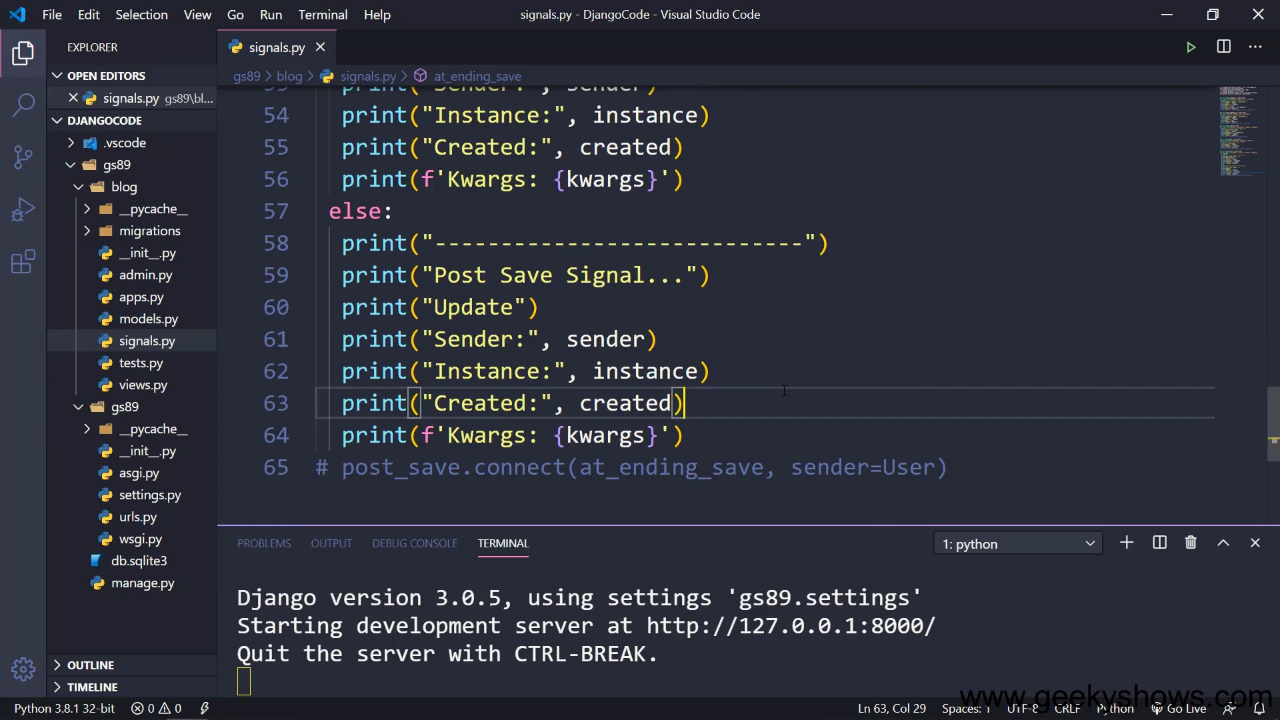 File Edit Selection View Go Run Terminal Help signals.py - DjangoCode - Visual Studio Code
EXPLORER
OPEN EDITORS
signals.py gs89\bl...
DJANGOCODE
.vscode
gs89
blog
__pycache__
migrations
__init__.py
admin.py
apps.py
models.py
signals.py
tests.py
views.py
gs89
__pycache__
__init__.py
asgi.py
settings.py
urls.py
wsgi.py
db.sqlite3
manage.py
OUTLINE
TIMELINE
signals.py
gs89 > blog > signals.py > at_ending_save
54 print("Instance:", instance)
55 print("Created:", created)
56 print(f'Kwargs: {kwargs}')
57 else:
58 print("----------------------------")
59 print("Post Save Signal...")
60 print("Update")
61 print("Sender:", sender)
62 print("Instance:", instance)
63 print("Created:", created)
64 print(f'Kwargs: {kwargs}')
65 # post_save.connect(at_ending_save, sender=User)
PROBLEMS OUTPUT DEBUG CONSOLE TERMINAL 1: python
Django version 3.0.5, using settings 'gs89.settings'
Starting development server at http://127.0.0.1:8000/
Quit the server with CTRL-BREAK.
www.geekyshows.com
Python 3.8.1 32-bit 0 0 Ln 63, Col 29 Spaces: 1 UTF-8 CRLF Python Go Live